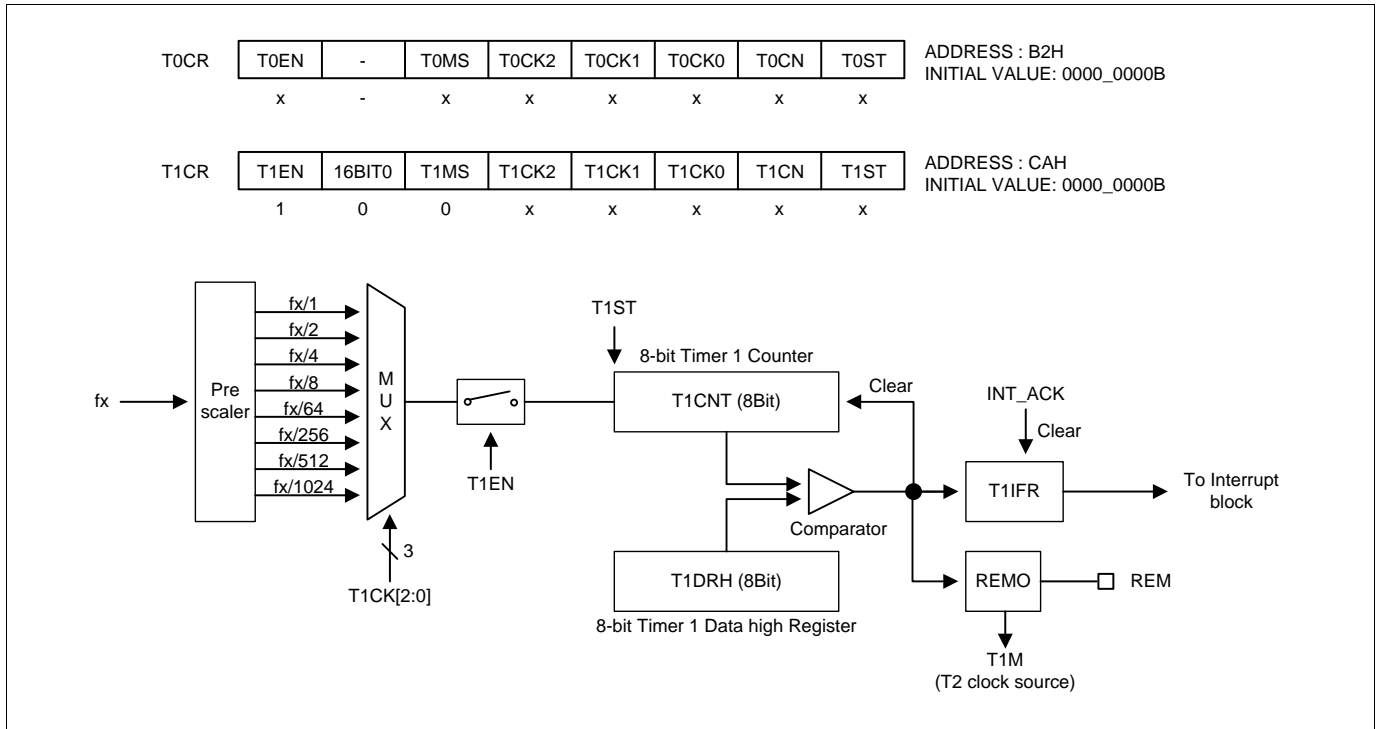 T0CR T0EN - T0MS T0CK2 T0CK1 T0CK0 T0CN T0ST ADDRESS : B2H
INITIAL VALUE: 0000_0000B
x - x x x x x x
T1CR T1EN 16BIT0 T1MS T1CK2 T1CK1 T1CK0 T1CN T1ST ADDRESS : CAH
INITIAL VALUE: 0000_0000B
1 0 0 x x x x x
fx
Pre
scaler
fx/1
fx/2
fx/4
fx/8
fx/64
fx/256
fx/512
fx/1024
M
U
X
3
T1CK[2:0]
T1EN
T1ST
8-bit Timer 1 Counter
T1CNT (8Bit)
Clear
Comparator
T1DRH (8Bit)
8-bit Timer 1 Data high Register
INT_ACK
Clear
T1IFR
To Interrupt
block
REMO
REM
T1M
(T2 clock source)